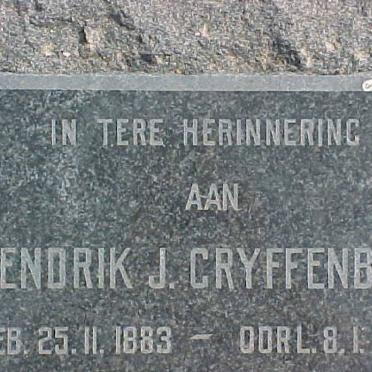 IN TERE HERINNERING
AAN
ENDRIK J. CRYFFENB
EB. 25.11.1883 – OORL. 8.1.